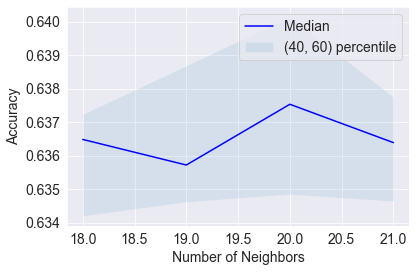 0.640
0.639
0.638
0.637
0.636
0.635
0.634
Accuracy
Median
(40, 60) percentile
18.0 18.5 19.0 19.5 20.0 20.5 21.0
Number of Neighbors